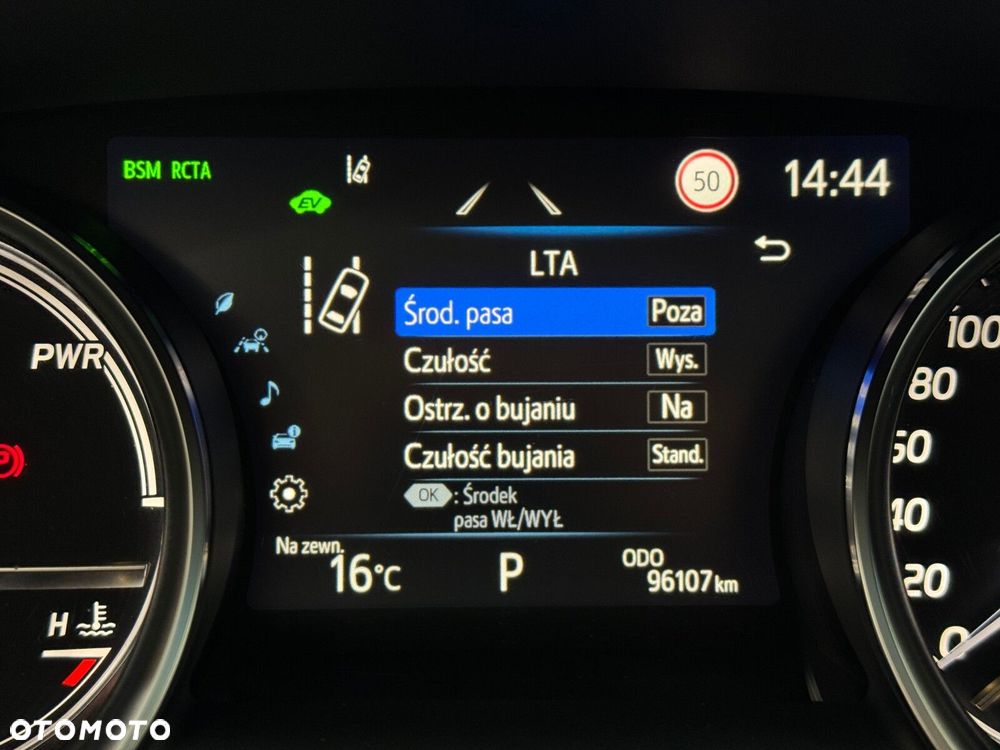 BSM RCTA
EV
50
14:44
LTA
Środ. pasa Poza
Czułość Wys.
Ostrz. o bujaniu Na
Czułość bujania Stand.
OK : Środek
pasa WŁ/WYŁ
Na zewn.
16°C
P
ODO
96107 km
PWR
P
H
100
80
60
40
20
0
OTOMOTO